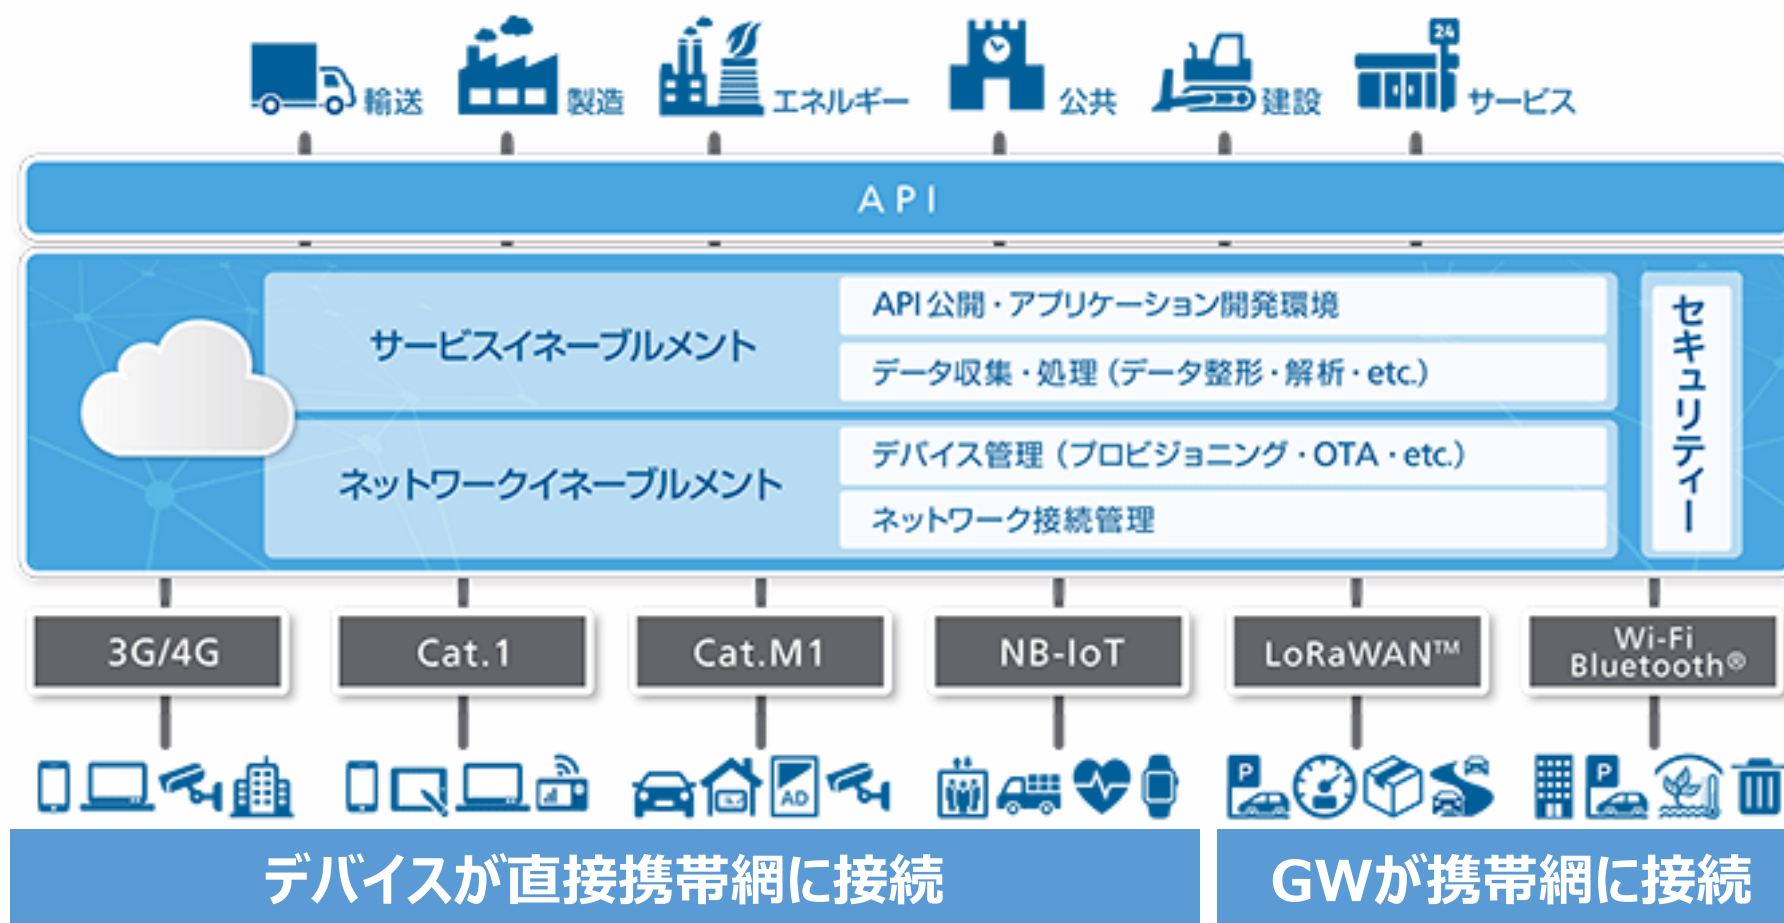 24
輸送
製造
エネルギー
公共
建設
サービス
API
サービスイネーブルメント
API公開・アプリケーション開発環境
データ収集・処理（データ整形・解析・etc.）
ネットワークイネーブルメント
デバイス管理（プロビジョニング・OTA・etc.）
ネットワーク接続管理
セキュリティー
3G/4G
Cat.1
Cat.M1
NB-IoT
LoRaWAN™
Wi-Fi
Bluetooth®
AD
P
P
デバイスが直接携帯網に接続
GWが携帯網に接続